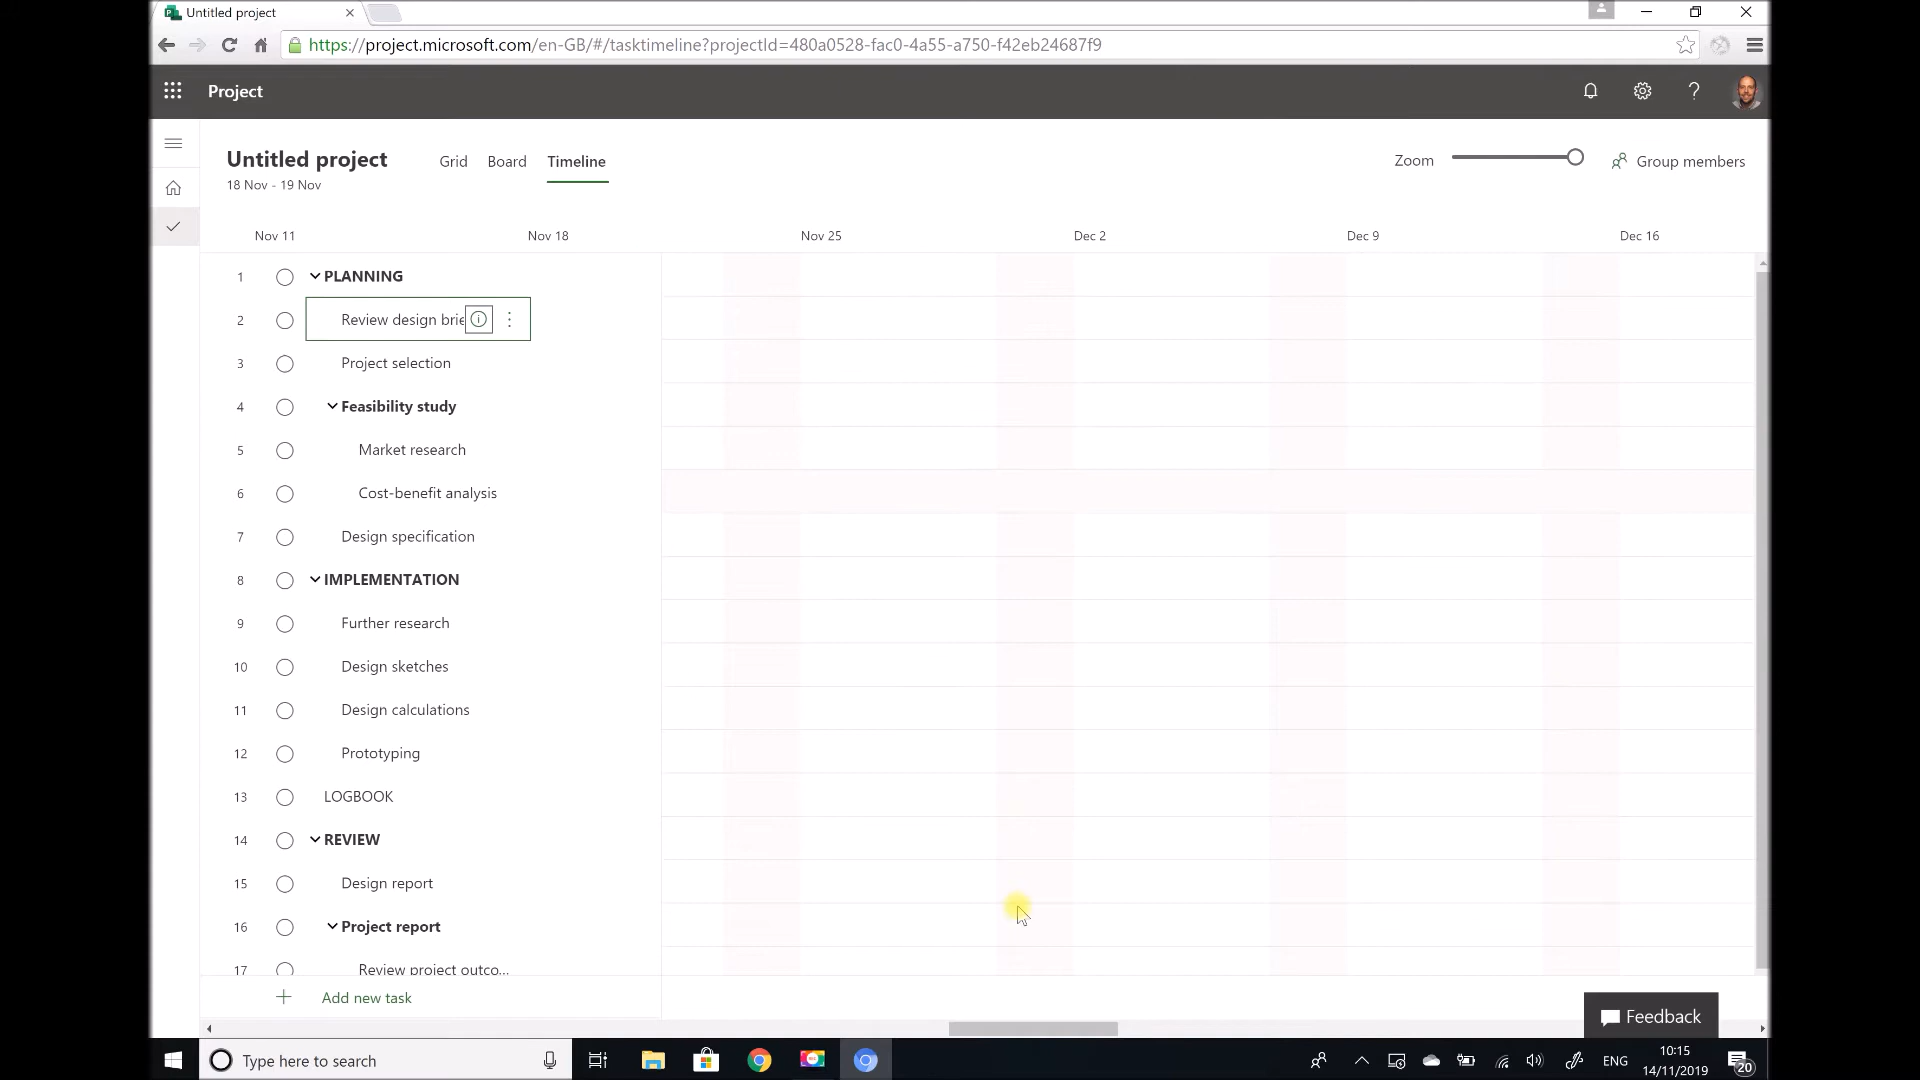 Untitled project
https://project.microsoft.com/en-GB/#/tasktimeline?projectId=480a0528-fac0-4a55-a750-f42eb24687f9
Project
Untitled project
Grid
Board
Timeline
Zoom
Group members
18 Nov - 19 Nov
Nov 11
Nov 18
Nov 25
Dec 2
Dec 9
Dec 16
1 PLANNING
2 Review design brie
3 Project selection
4 Feasibility study
5 Market research
6 Cost-benefit analysis
7 Design specification
8 IMPLEMENTATION
9 Further research
10 Design sketches
11 Design calculations
12 Prototyping
13 LOGBOOK
14 REVIEW
15 Design report
16 Project report
17 Review project outco...
Add new task
Feedback
Type here to search
ENG
10:15
14/11/2019
20